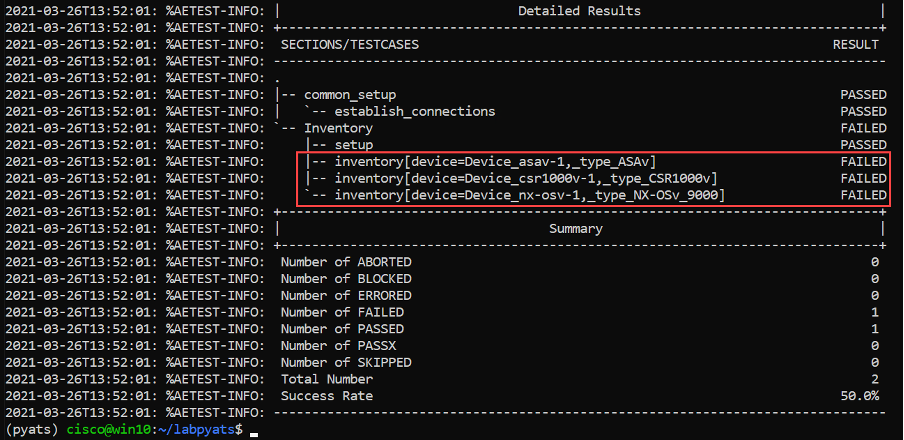 2021-03-26T13:52:01: %AETEST-INFO: |                              Detailed Results                              |
2021-03-26T13:52:01: %AETEST-INFO: +------------------------------------------------------------------------------+
2021-03-26T13:52:01: %AETEST-INFO:  SECTIONS/TESTCASES                                                    RESULT
2021-03-26T13:52:01: %AETEST-INFO: --------------------------------------------------------------------------------
2021-03-26T13:52:01: %AETEST-INFO: .
2021-03-26T13:52:01: %AETEST-INFO: |-- common_setup                                                       PASSED
2021-03-26T13:52:01: %AETEST-INFO: |   `-- establish_connections                                          PASSED
2021-03-26T13:52:01: %AETEST-INFO: `-- Inventory                                                          FAILED
2021-03-26T13:52:01: %AETEST-INFO:     |-- setup                                                          PASSED
2021-03-26T13:52:01: %AETEST-INFO:     |-- inventory[device=Device_asav-1,_type_ASAv]                     FAILED
2021-03-26T13:52:01: %AETEST-INFO:     |-- inventory[device=Device_csr1000v-1,_type_CSR1000v]             FAILED
2021-03-26T13:52:01: %AETEST-INFO:     `-- inventory[device=Device_nx-osv-1,_type_NX-OSv_9000]            FAILED
2021-03-26T13:52:01: %AETEST-INFO: +------------------------------------------------------------------------------+
2021-03-26T13:52:01: %AETEST-INFO: |                                  Summary                                   |
2021-03-26T13:52:01: %AETEST-INFO: +------------------------------------------------------------------------------+
2021-03-26T13:52:01: %AETEST-INFO:  Number of ABORTED                                                          0
2021-03-26T13:52:01: %AETEST-INFO:  Number of BLOCKED                                                          0
2021-03-26T13:52:01: %AETEST-INFO:  Number of ERRORED                                                          0
2021-03-26T13:52:01: %AETEST-INFO:  Number of FAILED                                                           1
2021-03-26T13:52:01: %AETEST-INFO:  Number of PASSED                                                           1
2021-03-26T13:52:01: %AETEST-INFO:  Number of PASSX                                                            0
2021-03-26T13:52:01: %AETEST-INFO:  Number of SKIPPED                                                          0
2021-03-26T13:52:01: %AETEST-INFO:  Total Number                                                               2
2021-03-26T13:52:01: %AETEST-INFO:  Success Rate                                                           50.0%
2021-03-26T13:52:01: %AETEST-INFO: --------------------------------------------------------------------------------
(pyats) cisco@win10:~/labpyats$